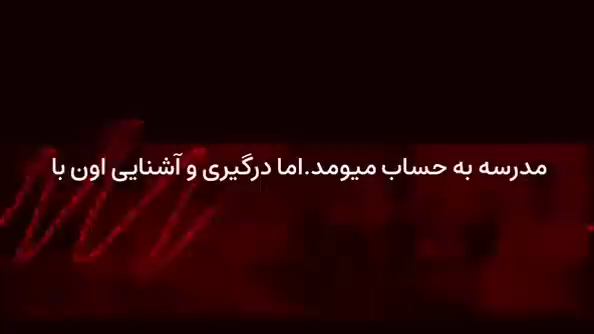 مدرسه به حساب میومد.اما درگیری و آشنایی اون با